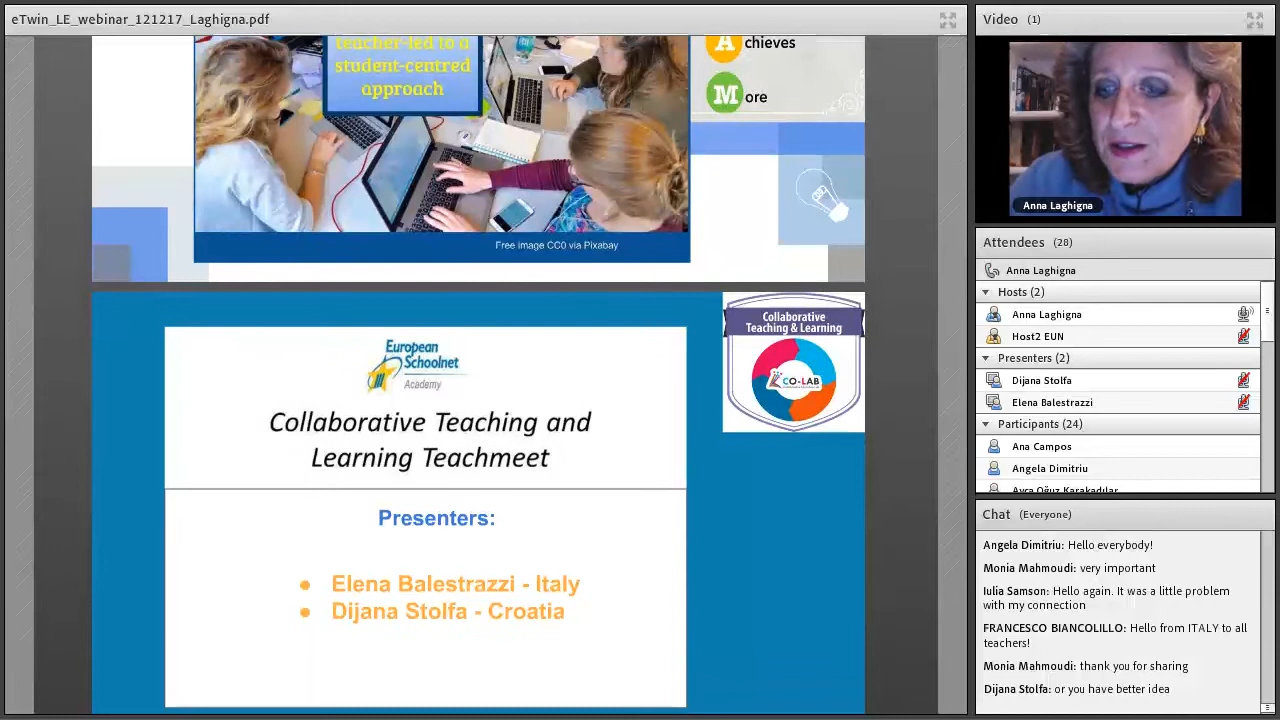 eTwin_LE_webinar_121217_Laghigna.pdf
teacher-led to a
student-centred
approach
A chieves
M ore
Free image CC0 via Pixabay
European
Schoolnet
Academy
Collaborative
Teaching & Learning
CO-LAB
Collaborative Teaching and
Learning Teachmeet
Presenters:
● Elena Balestrazzi - Italy
● Dijana Stolfa - Croatia
Video (1)
Anna Laghigna
Attendees (28)
Anna Laghigna
Hosts (2)
Anna Laghigna
Host2 EUN
Presenters (2)
Dijana Stolfa
Elena Balestrazzi
Participants (24)
Ana Campos
Angela Dimitriu
Ayça Oğuz Karakadılar
Chat (Everyone)
Angela Dimitriu: Hello everybody!
Monia Mahmoudi: very important
Iulia Samson: Hello again. It was a little problem
with my connection
FRANCESCO BIANCOLILLO: Hello from ITALY to all
teachers!
Monia Mahmoudi: thank you for sharing
Dijana Stolfa: or you have better idea